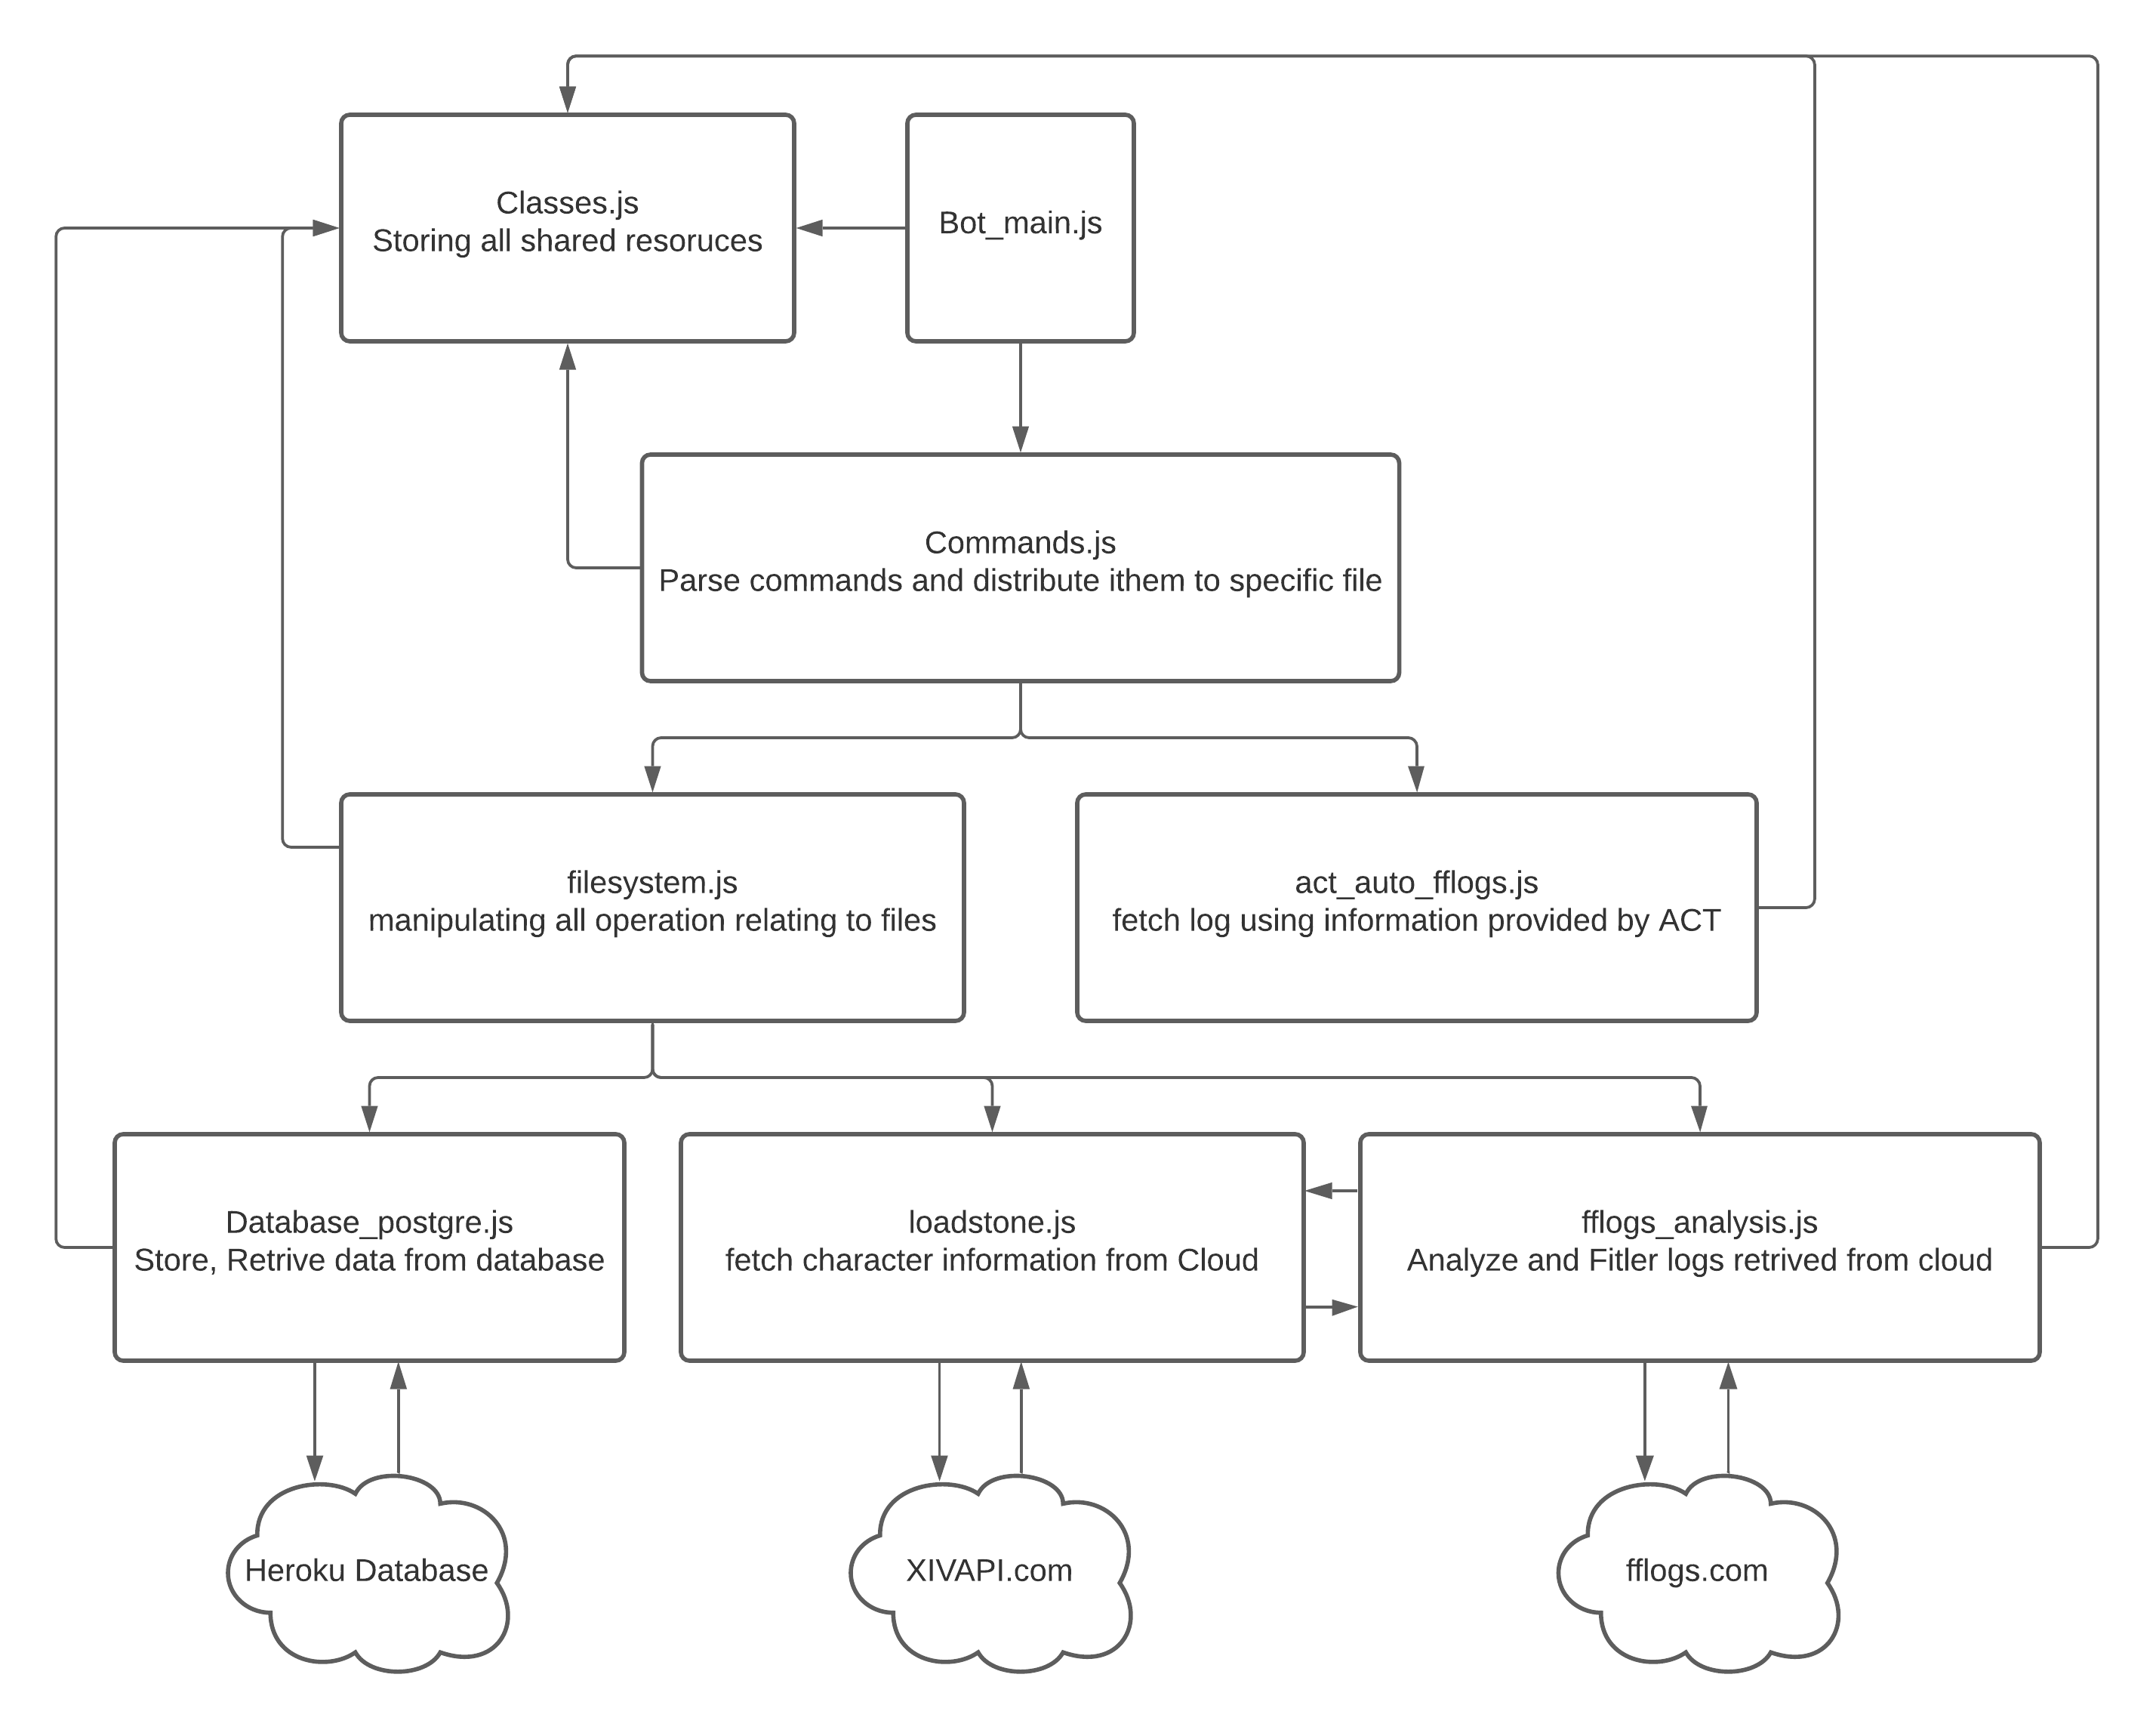 Classes.js
Storing all shared resoruces
Bot_main.js
Commands.js
Parse commands and distribute ithem to specific file
filesystem.js
manipulating all operation relating to files
act_auto_fflogs.js
fetch log using information provided by ACT
Database_postgre.js
Store, Retrive data from database
loadstone.js
fetch character information from Cloud
fflogs_analysis.js
Analyze and Fitler logs retrived from cloud
Heroku Database
XIVAPI.com
fflogs.com